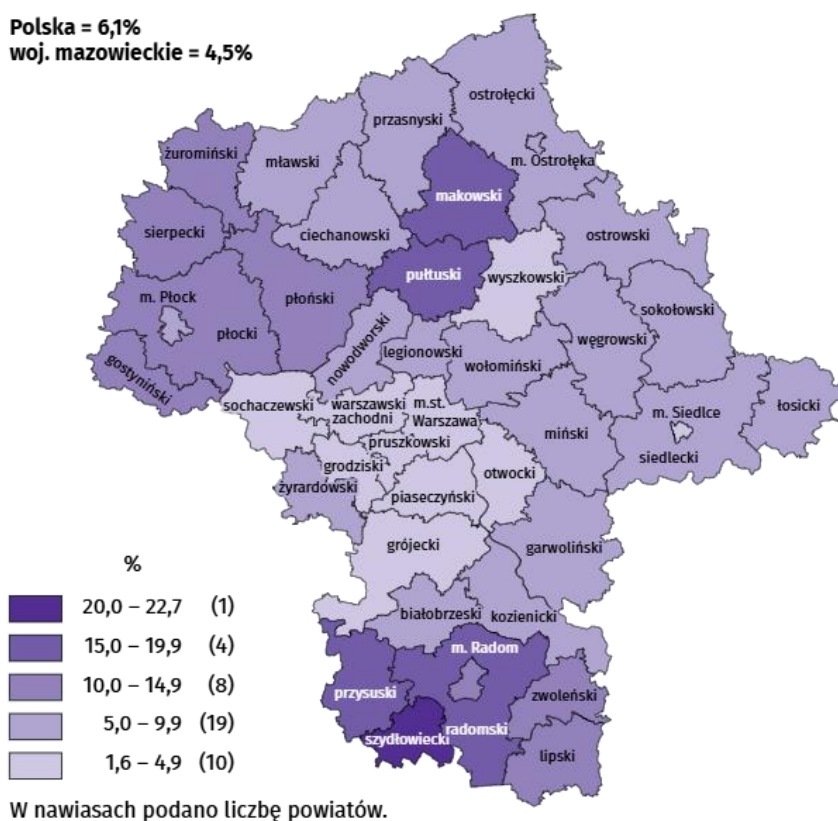 Polska = 6,1%
woj. mazowieckie = 4,5%
ostrołęcki
przasnyski
żuromiński
mławski
m. Ostrołęka
makowski
sierpecki
ciechanowski
ostrowski
pułtuski
wyszkowski
m. Płock
płoński
sokołowski
płocki
nowodworski
węgrowski
legionowski
wołomiński
gostyniński
sochaczewski
warszawski
zachodni
m.st.
Warszawa
m. Siedlce
łosicki
miński
pruszkowski
siedlecki
grodziski
otwocki
żyrardowski
piaseczyński
grójecki
garwoliński
białobrzeski
kozienicki
m. Radom
przysuski
zwoleński
szydłowiecki
radomski
lipski
%
20,0 – 22,7 (1)
15,0 – 19,9 (4)
10,0 – 14,9 (8)
5,0 – 9,9 (19)
1,6 – 4,9 (10)
W nawiasach podano liczbę powiatów.